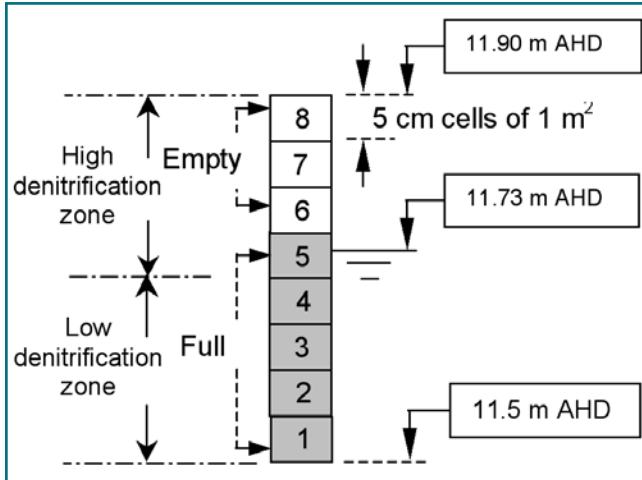 11.90 m AHD
5 cm cells of 1 m²
High
denitrification
zone
Empty
8
7
6
11.73 m AHD
5
4
3
2
1
Low
denitrification
zone
Full
11.5 m AHD